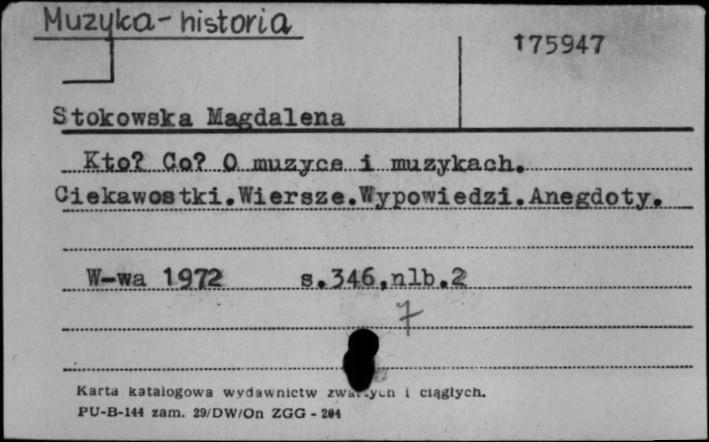 Muzyka-historia
175947
Stokowska Magdalena
Kto? Co? O muzyce i muzykach.
Ciekawostki.Wiersze.Wypowiedzi.Anegdoty.
W-wa 1972 s.346,nlb.2
7
Karta katalogowa wydawnictw i ciągłych.
PU-B-144 zam. 29/DW/On ZGG - 204